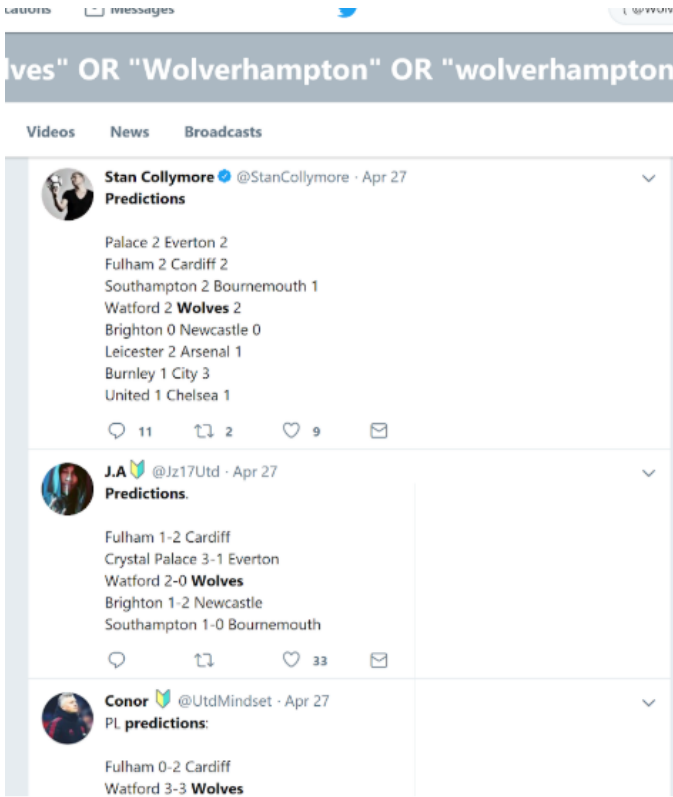 Messages
lves" OR "Wolverhampton" OR "wolverhampton
Videos News Broadcasts
Stan Collymore @StanCollymore · Apr 27
Predictions
Palace 2 Everton 2
Fulham 2 Cardiff 2
Southampton 2 Bournemouth 1
Watford 2 Wolves 2
Brighton 0 Newcastle 0
Leicester 2 Arsenal 1
Burnley 1 City 3
United 1 Chelsea 1
11 2 9
J.A @Jz17Utd · Apr 27
Predictions.
Fulham 1-2 Cardiff
Crystal Palace 3-1 Everton
Watford 2-0 Wolves
Brighton 1-2 Newcastle
Southampton 1-0 Bournemouth
33
Conor @UtdMindset · Apr 27
PL predictions:
Fulham 0-2 Cardiff
Watford 3-3 Wolves